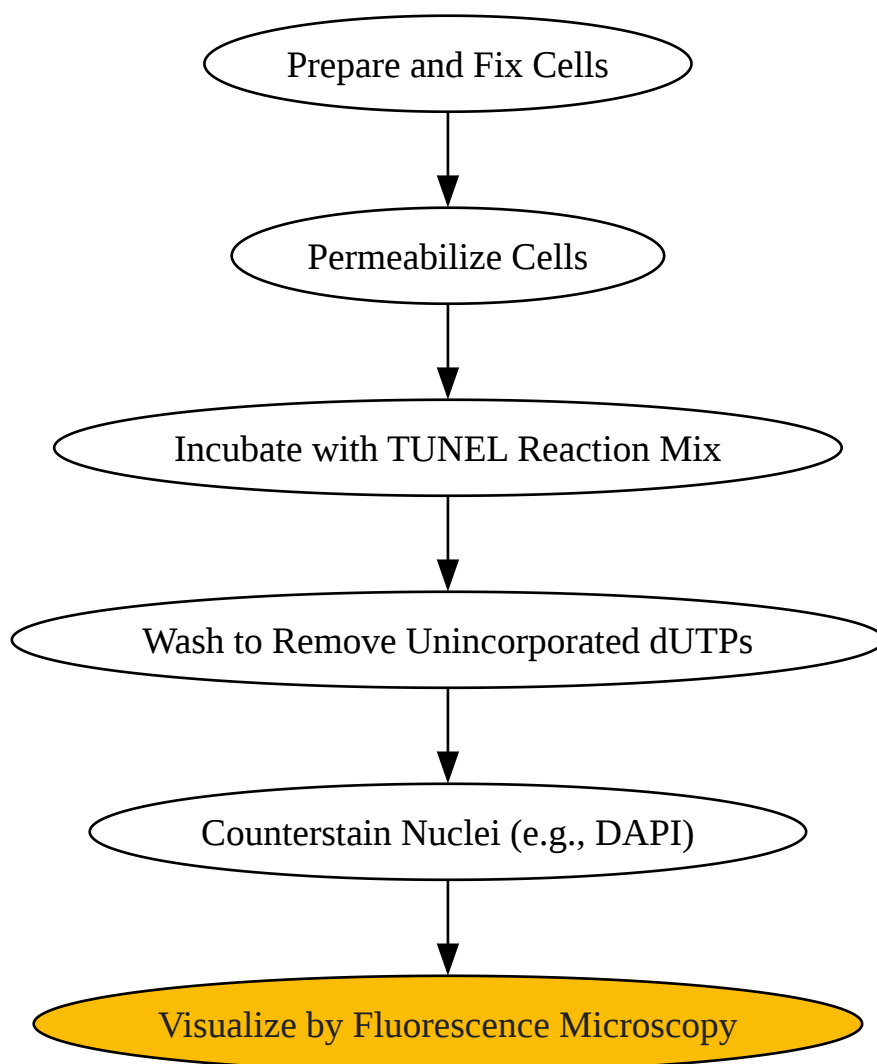 Prepare and Fix Cells
Permeabilize Cells
Incubate with TUNEL Reaction Mix
Wash to Remove Unincorporated dUTPs
Counterstain Nuclei (e.g., DAPI)
Visualize by Fluorescence Microscopy